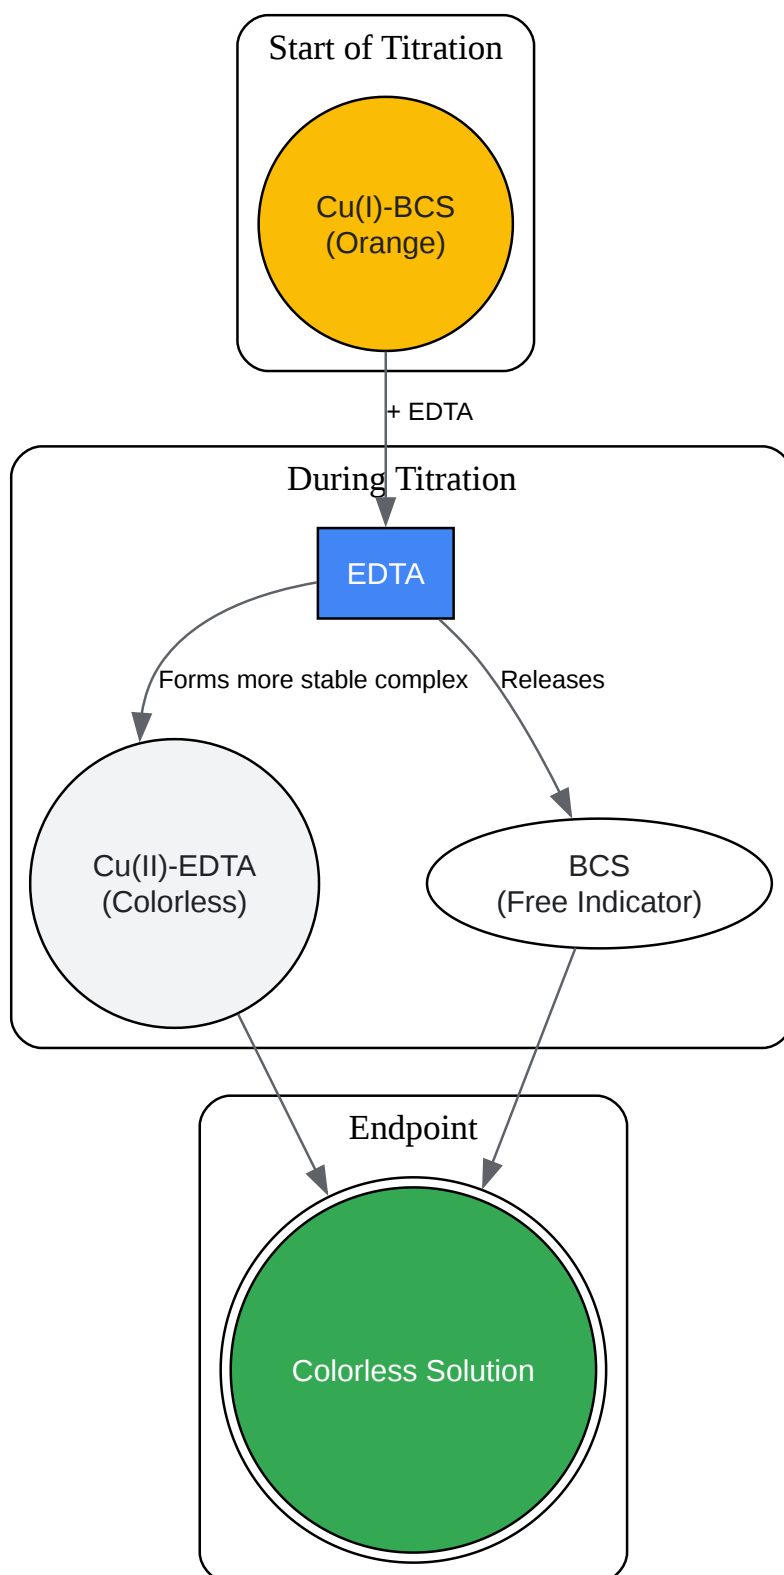 Start of Titration
Cu(I)-BCS
(Orange)
+ EDTA
During Titration
EDTA
Forms more stable complex
Releases
Cu(II)-EDTA
(Colorless)
BCS
(Free Indicator)
Endpoint
Colorless Solution